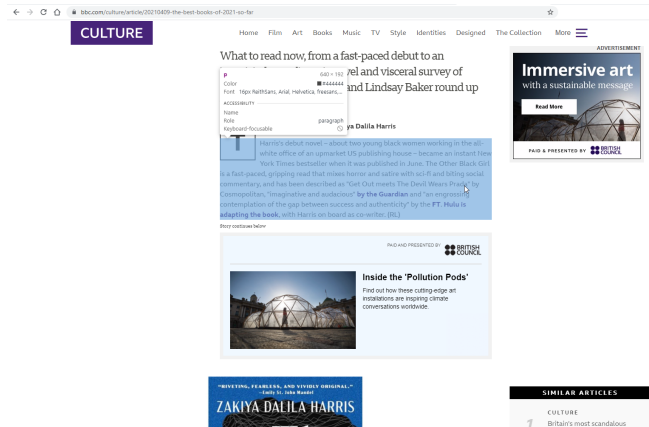 bbc.com/culture/article/20210409-the-best-books-of-2021-so-far
CULTURE
Home Film Art Books Music TV Style Identities Designed The Collection More
What to read now, from a fast-paced debut to an
vel and visceral survey of
and Lindsay Baker round up
p 640 × 192
Color #444444
Font 16px ReithSans, Arial, Helvetica, freesans,...
ACCESSIBILITY
Name
Role paragraph
Keyboard-focusable
ya Dalila Harris
T
Harris's debut novel – about two young black women working in the all-
white office of an upmarket US publishing house – became an instant New
York Times bestseller when it was published in June. The Other Black Girl
is a fast-paced, gripping read that mixes horror and satire with sci-fi and biting social
commentary, and has been described as "Get Out meets The Devil Wears Prada" by
Cosmopolitan, "imaginative and audacious" by the Guardian and "an engrossing
contemplation of the gap between success and authenticity" by the FT. Hulu is
adapting the book, with Harris on board as co-writer. (RL)
Story continues below
PAID AND PRESENTED BY BRITISH COUNCIL
Inside the 'Pollution Pods'
Find out how these cutting-edge art
installations are inspiring climate
conversations worldwide.
"RIVETING, FEARLESS, AND VIVIDLY ORIGINAL."
—Emily St. John Mandel
ZAKIYA DALILA HARRIS
ADVERTISEMENT
Immersive art
with a sustainable message
Read More
PAID & PRESENTED BY BRITISH COUNCIL
SIMILAR ARTICLES
1
CULTURE
Britain's most scandalous